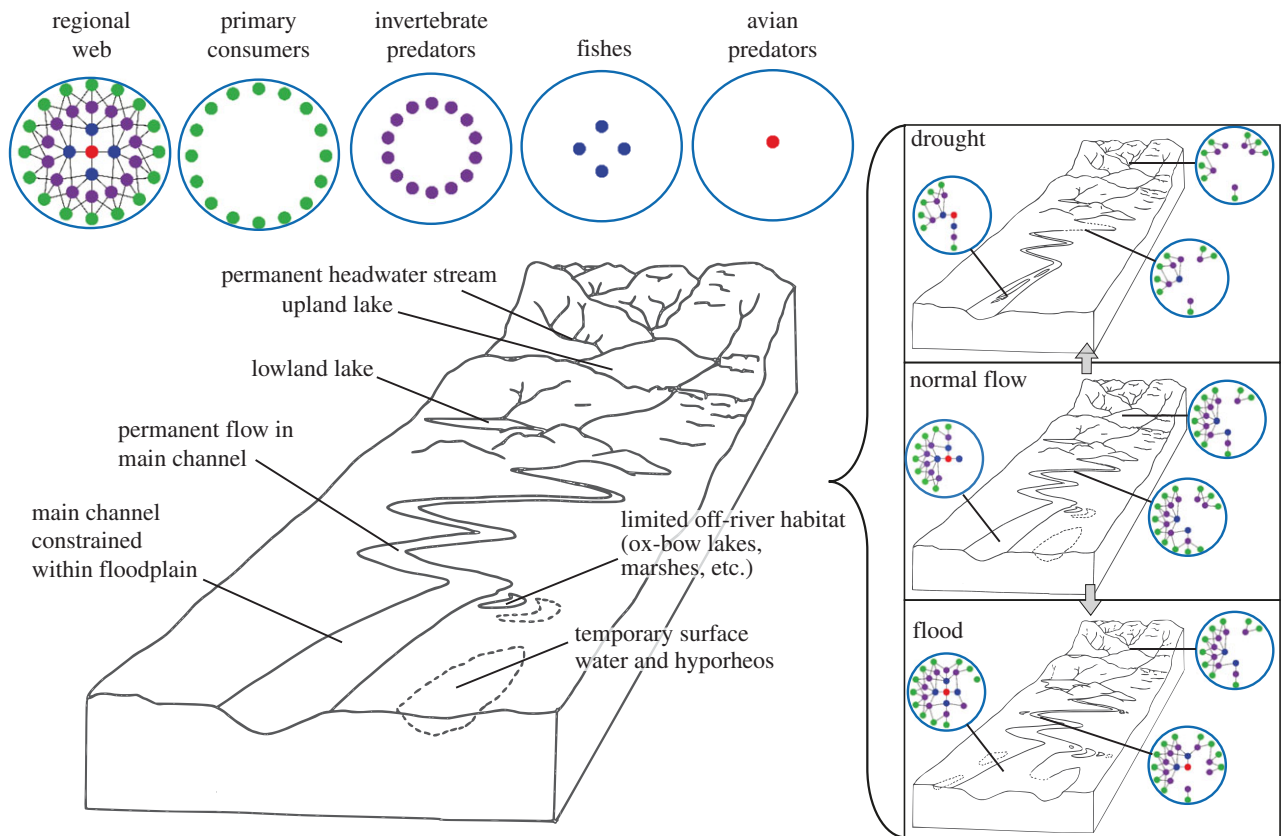 regional
web
primary
consumers
invertebrate
predators
fishes
avian
predators
permanent headwater stream
upland lake
lowland lake
permanent flow in
main channel
main channel
constrained
within floodplain
limited off-river habitat
(ox-bow lakes,
marshes, etc.)
temporary surface
water and hyporheos
drought
normal flow
flood